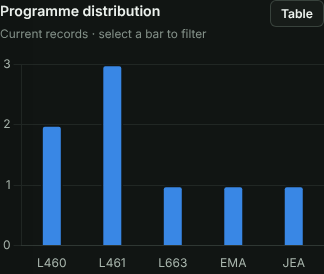 Programme distribution
Table
Current records · select a bar to filter
3
2
1
0
L460
L461
L663
EMA
JEA